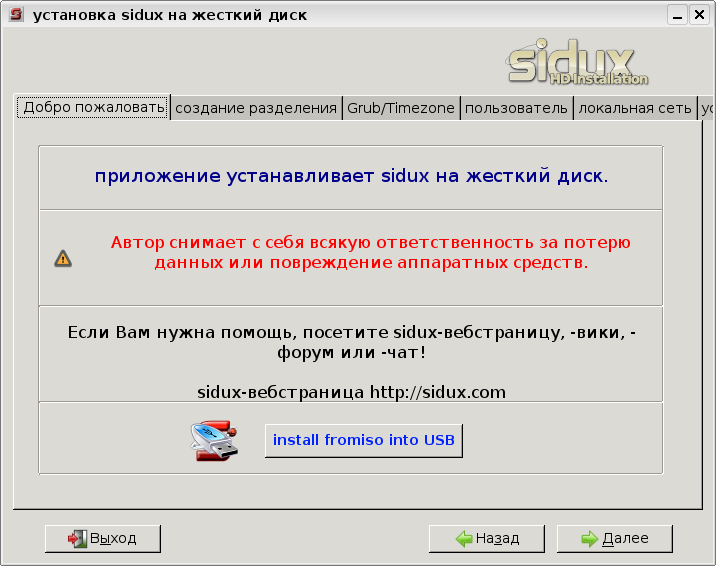 установка sidux на жесткий диск
sidux
HD-Installation
Добро пожаловать создание разделения Grub/Timezone пользователь локальная сеть ус
приложение устанавливает sidux на жесткий диск.
Автор снимает с себя всякую ответственность за потерю
данных или повреждение аппаратных средств.
Если Вам нужна помощь, посетите sidux-вебстраницу, -вики, -
форум или -чат!
sidux-вебстраница http://sidux.com
install fromiso into USB
Выход Назад Далее